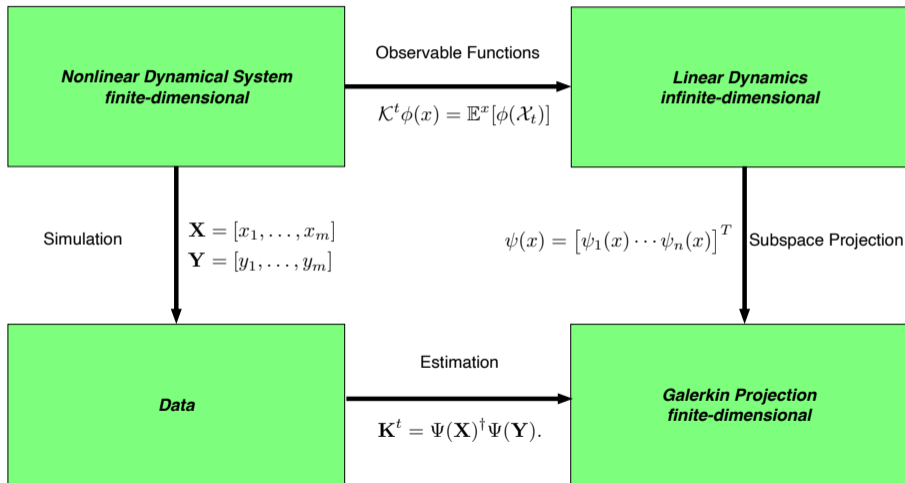 Observable Functions
Nonlinear Dynamical System
finite-dimensional
Linear Dynamics
infinite-dimensional
𝒦ᵗϕ(x) = 𝔼ˣ[ϕ(𝒳ₜ)]
Simulation
𝐗 = [x₁, . . . , xₘ]
𝐘 = [y₁, . . . , yₘ]
ψ(x) = [ψ₁(x) ⋯ ψₙ(x)]ᵀ
Subspace Projection
Estimation
Data
Galerkin Projection
finite-dimensional
𝐊ᵗ = Ψ(𝐗)†Ψ(𝐘).